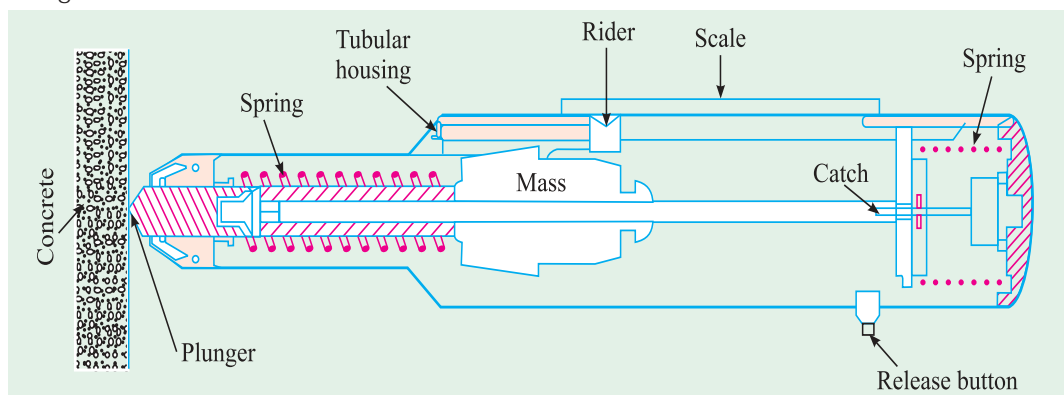 Rider
Scale
Tubular
housing
Spring
Spring
Mass
Catch
Concrete
Plunger
Release button